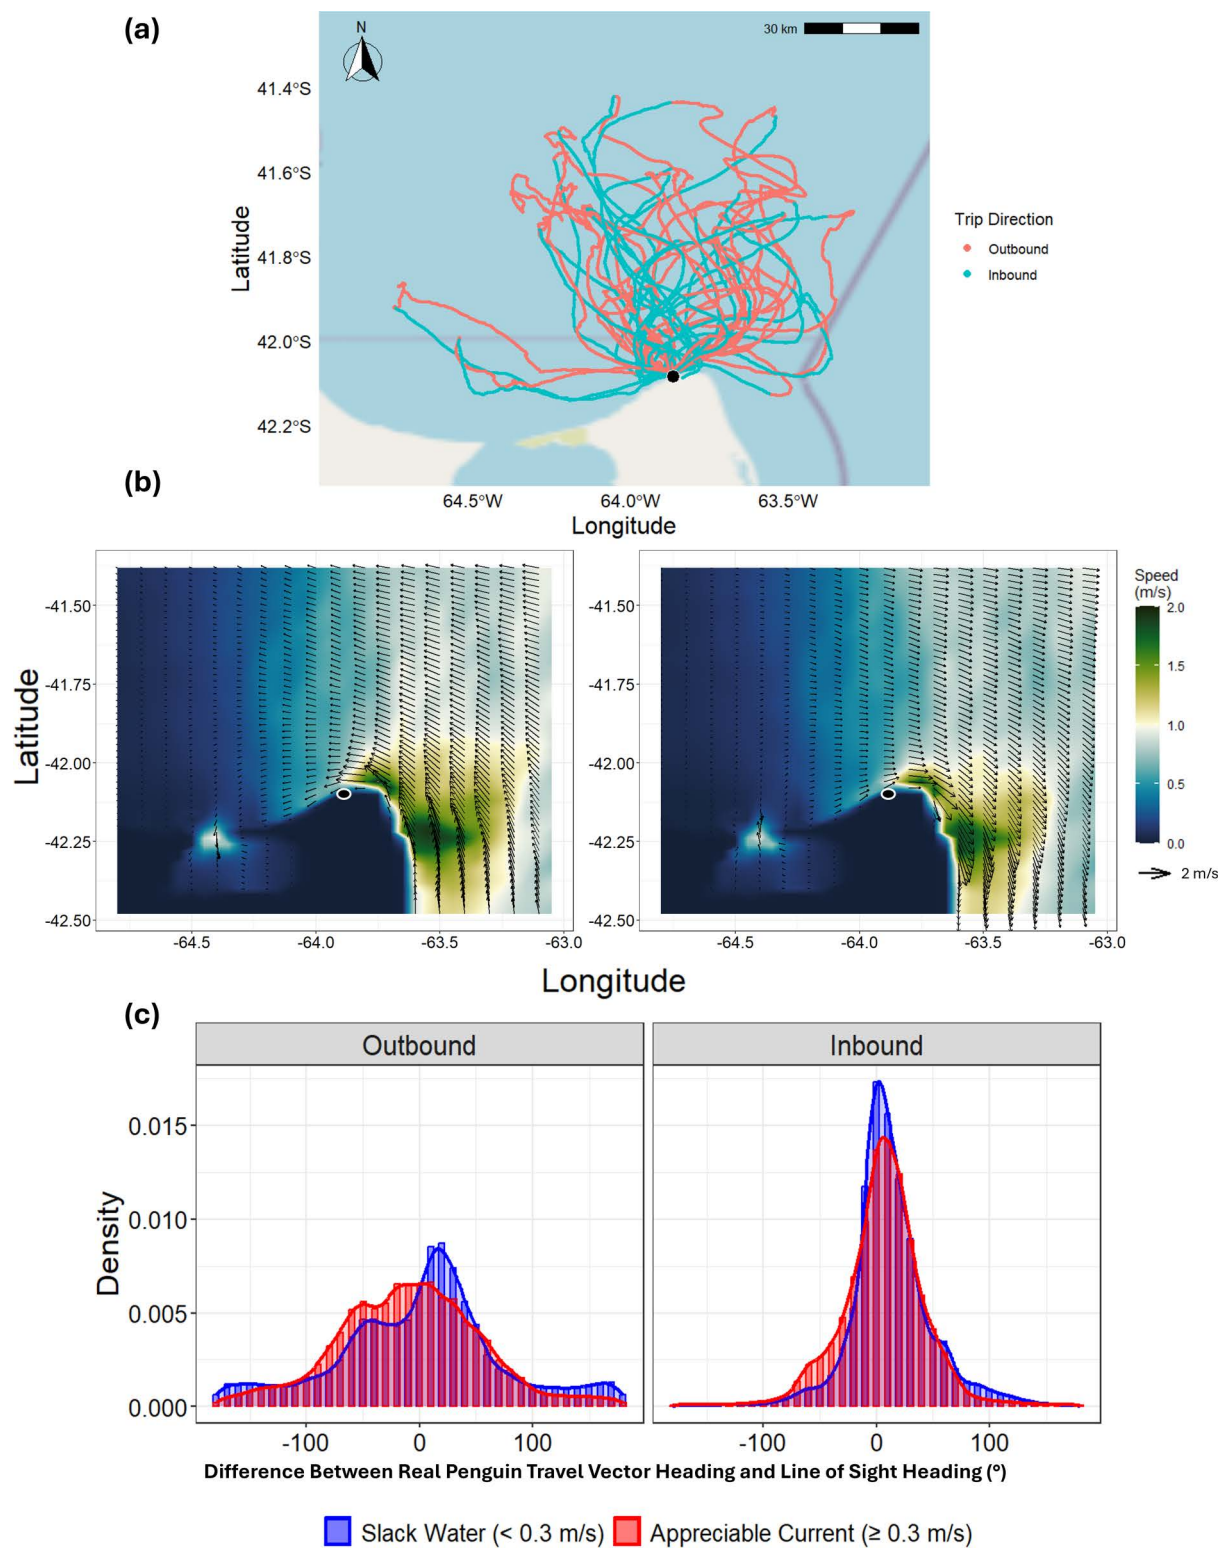 (a)
N
30 km
41.4°S
41.6°S
41.8°S
42.0°S
42.2°S
Latitude
64.5°W 64.0°W 63.5°W
Longitude
Trip Direction
Outbound
Inbound
(b)
Latitude
-41.50
-41.75
-42.00
-42.25
-42.50
-64.5 -64.0 -63.5 -63.0
-41.50
-41.75
-42.00
-42.25
-42.50
-64.5 -64.0 -63.5 -63.0
Longitude
Speed
(m/s)
2.0
1.5
1.0
0.5
0.0
2 m/s
(c)
Outbound Inbound
Density
0.015
0.010
0.005
0.000
-100 0 100 -100 0 100
Difference Between Real Penguin Travel Vector Heading and Line of Sight Heading (°)
Slack Water (< 0.3 m/s) Appreciable Current (≥ 0.3 m/s)